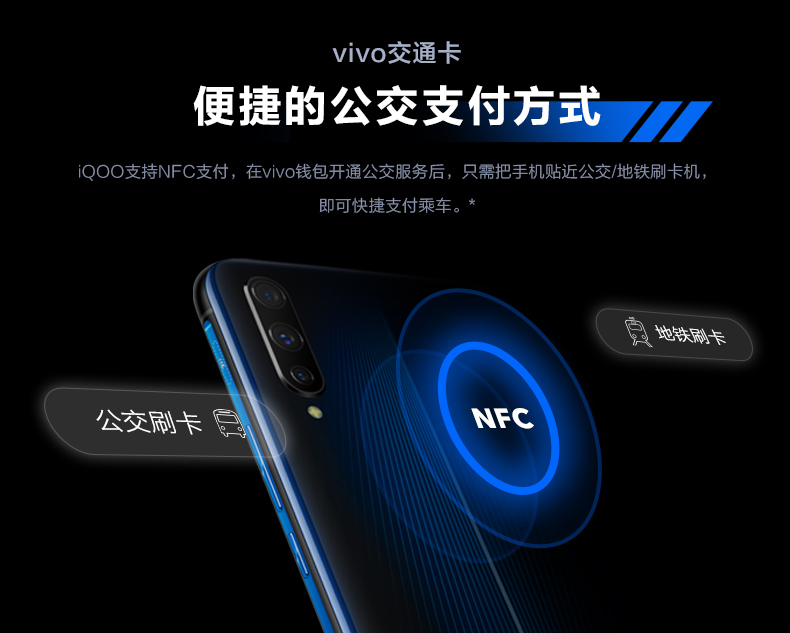 vivo交通卡
便捷的公交支付方式
iQOO支持NFC支付，在vivo钱包开通公交服务后，只需把手机贴近公交/地铁刷卡机，
即可快捷支付乘车。*
地铁刷卡
公交刷卡
NFC